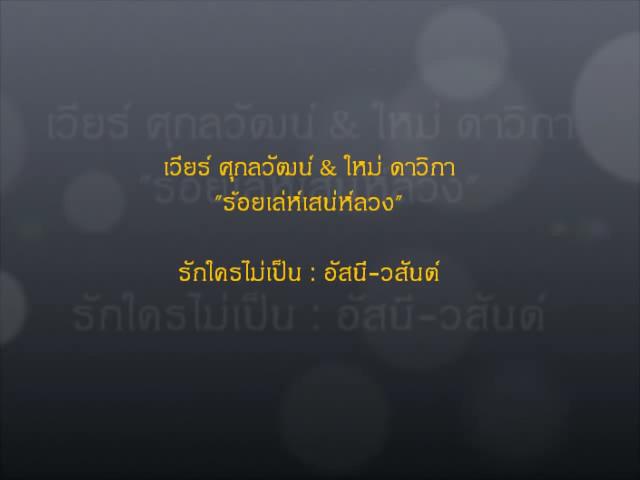 เวียร์ ศุกลวัฒน์ & ใหม่ ดาวิกา
"ร้อยเล่ห์เสน่ห์ลวง"
รักใครไม่เป็น : อัสนี-วสันต์